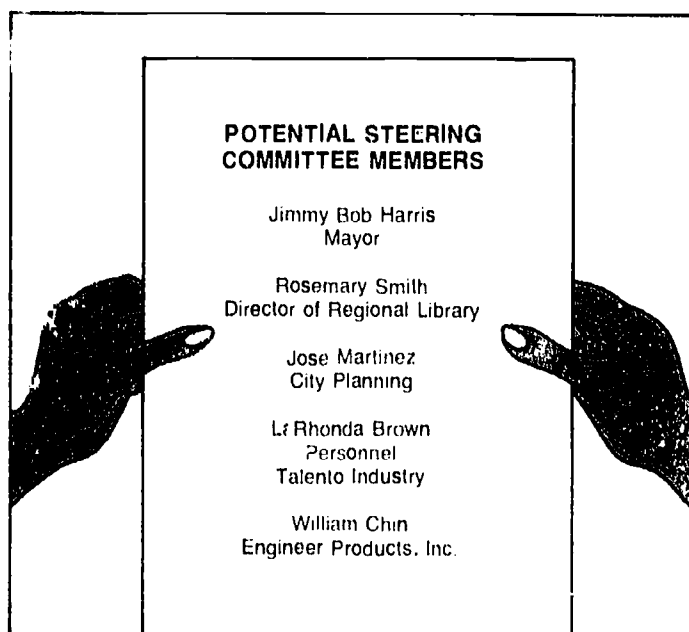 POTENTIAL STEERING
COMMITTEE MEMBERS
Jimmy Bob Harris
Mayor
Rosemary Smith
Director of Regional Library
Jose Martinez
City Planning
LaRhonda Brown
Personnel
Talento Industry
William Chin
Engineer Products, Inc.